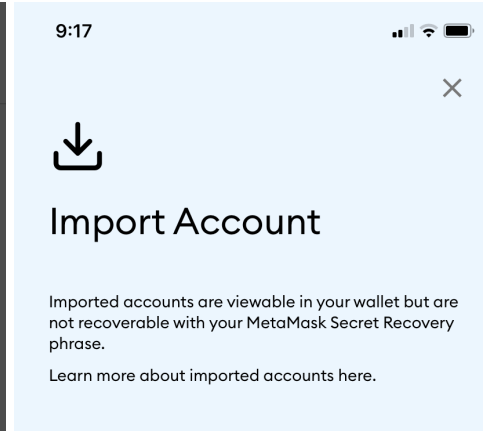 9:17
Import Account
Imported accounts are viewable in your wallet but are
not recoverable with your MetaMask Secret Recovery
phrase.
Learn more about imported accounts here.